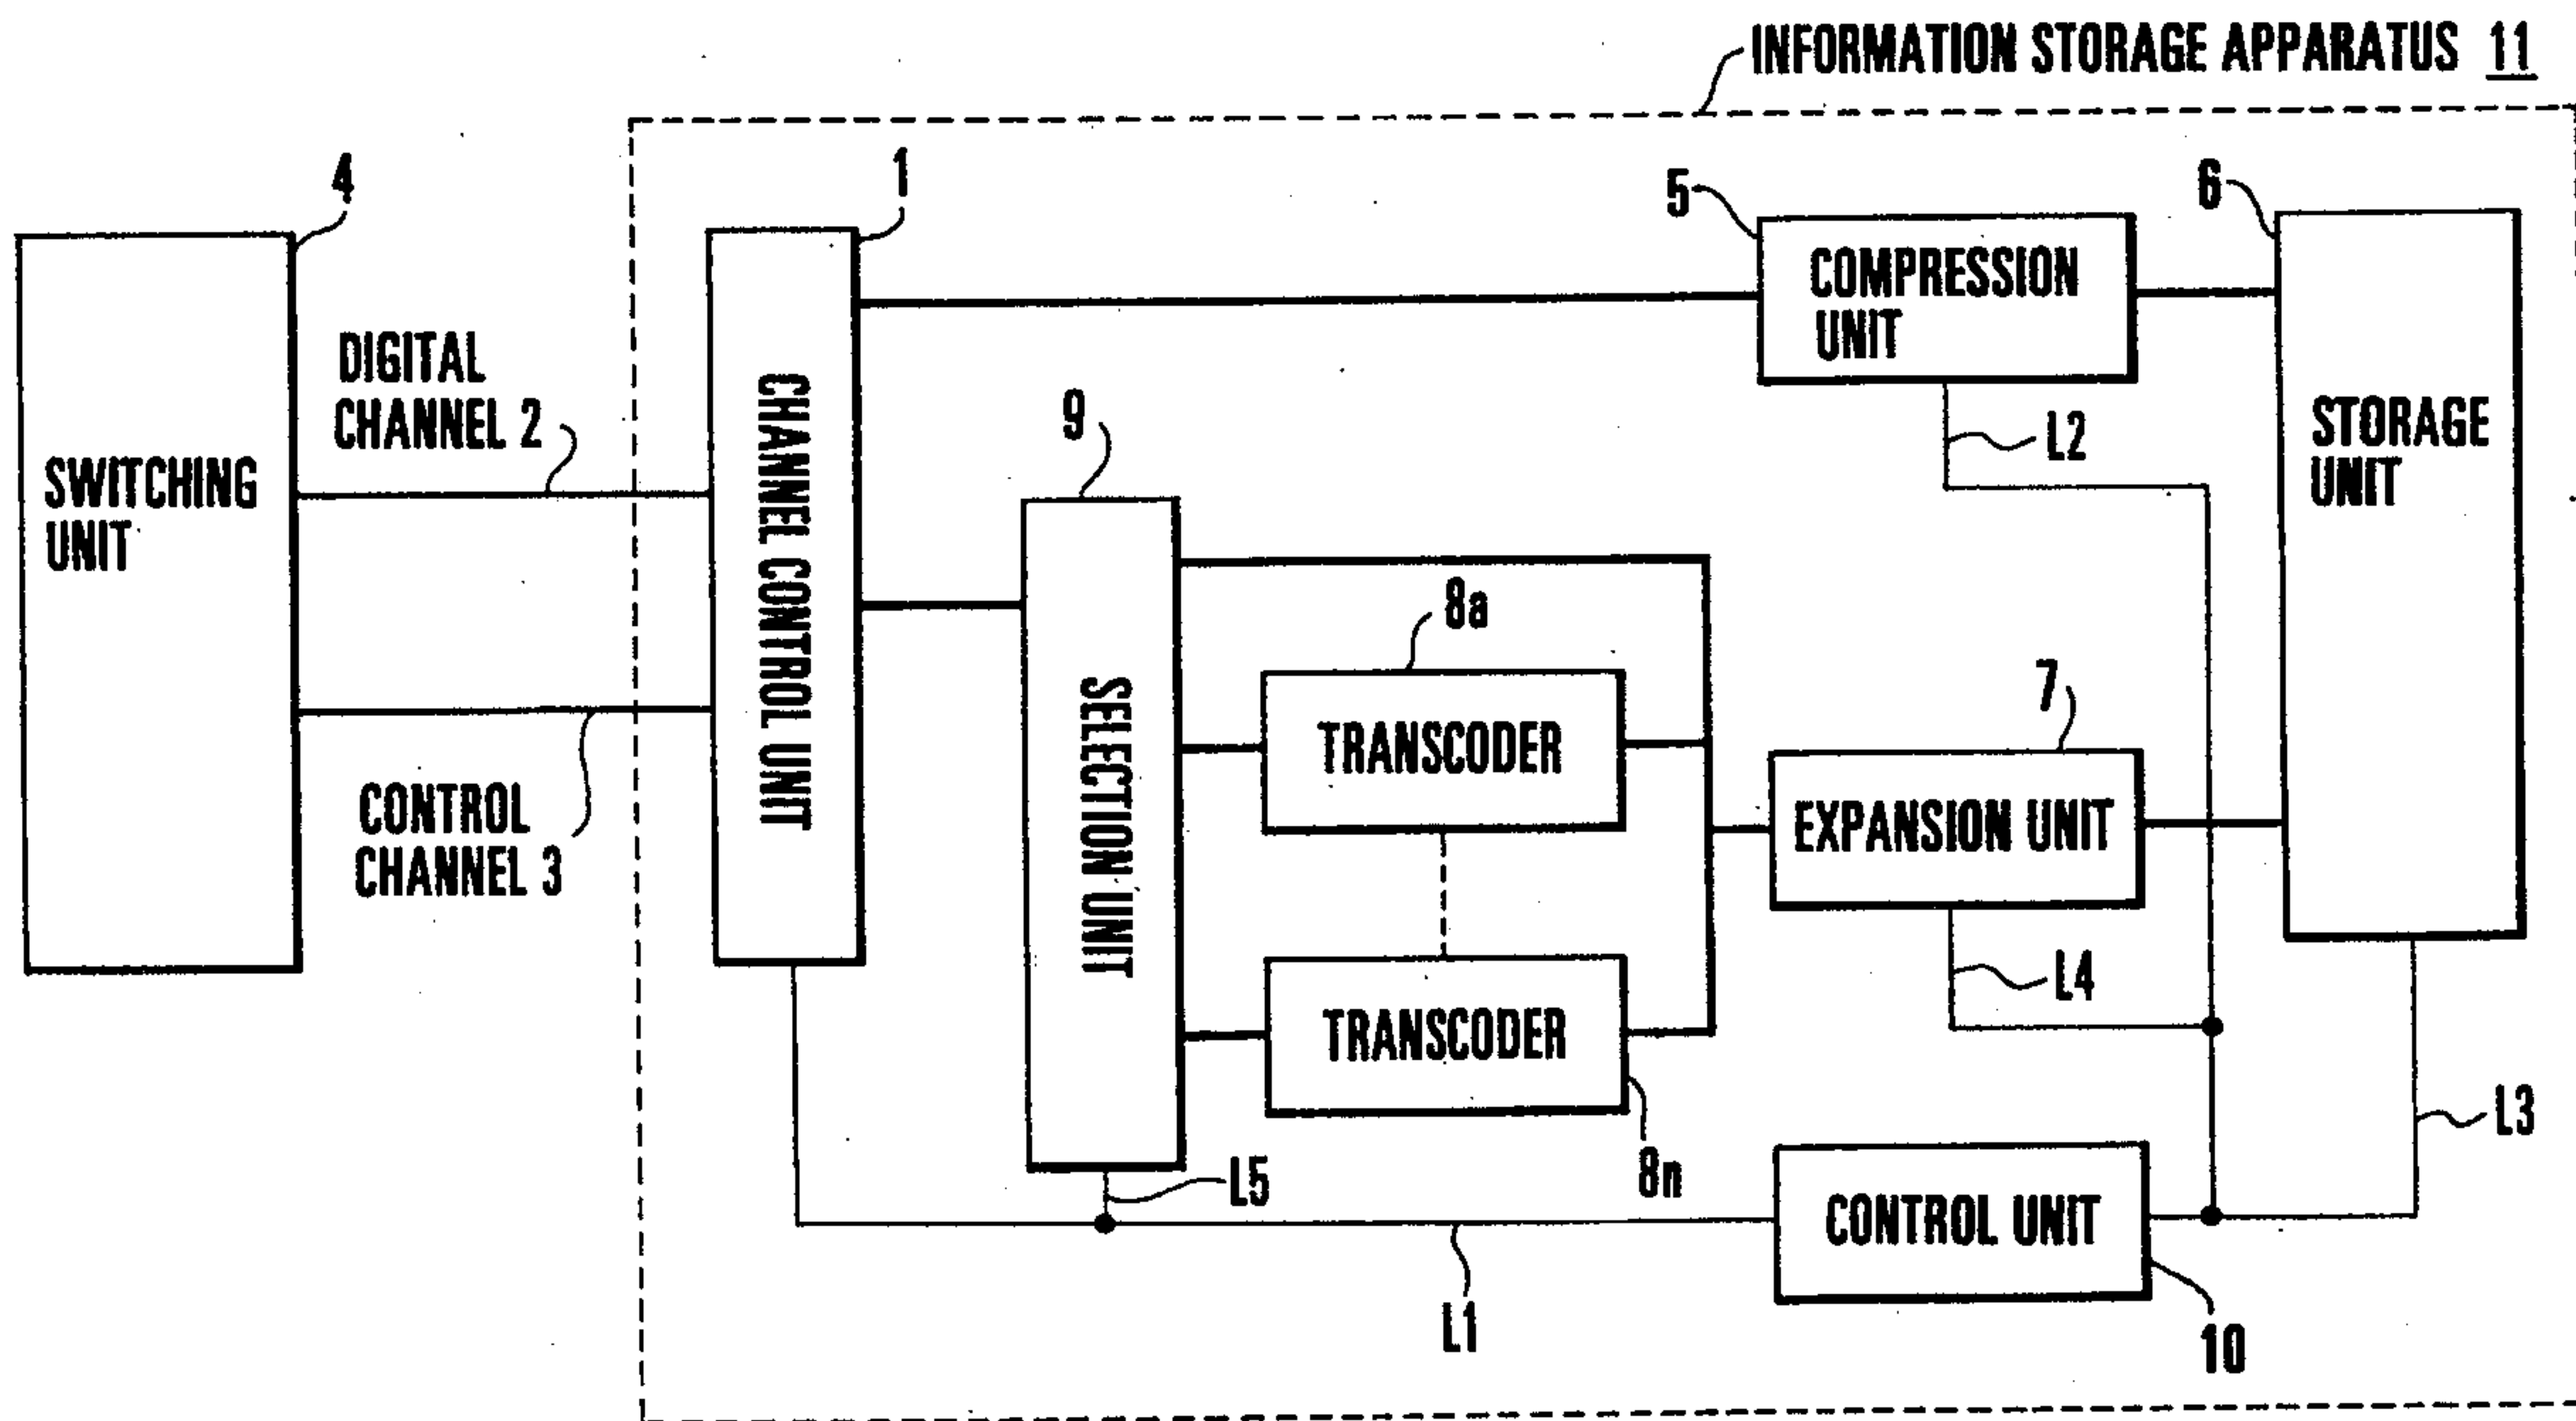 INFORMATION STORAGE APPARATUS 11
4
1
5
6
COMPRESSION
UNIT
DIGITAL
CHANNEL 2
CHANNEL CONTROL UNIT
9
L2
STORAGE
UNIT
SWITCHING
UNIT
8a
SELECTION UNIT
TRANSCODER
7
EXPANSION UNIT
CONTROL
CHANNEL 3
L4
TRANSCODER
L3
8n
L5
CONTROL UNIT
L1
10